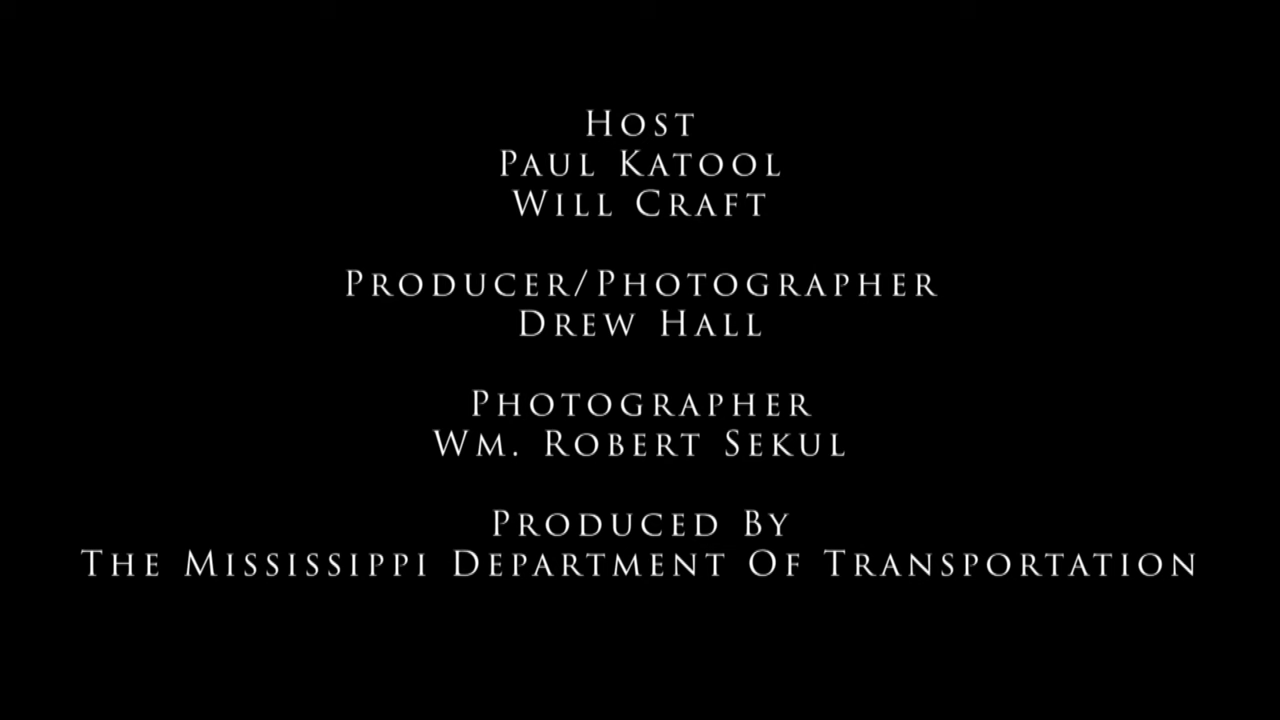 Host
Paul Katool
Will Craft
Producer/Photographer
Drew Hall
Photographer
Wm. Robert Sekul
Produced By
The Mississippi Department Of Transportation